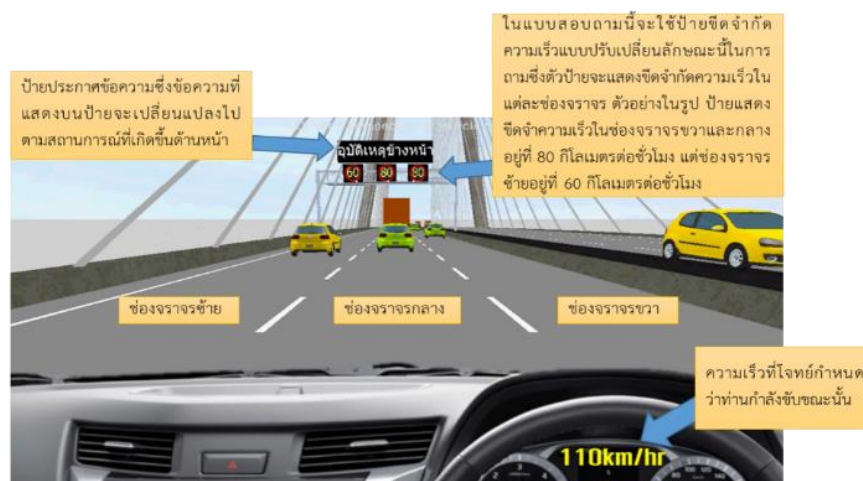 ป้ายประกาศข้อความซึ่งข้อความที่
แสดงบนป้ายจะเปลี่ยนแปลงไป
ตามสถานการณ์ที่เกิดขึ้นด้านหน้า
ในแบบสอบถามนี้จะใช้ป้ายขีดจำกัด
ความเร็วแบบปรับเปลี่ยนลักษณะนี้ในการ
ถามซึ่งตัวป้ายจะแสดงขีดจำกัดความเร็วใน
แต่ละช่องจราจร ตัวอย่างในรูป ป้ายแสดง
ขีดจำความเร็วในช่องจราจรขวาและกลาง
อยู่ที่ 80 กิโลเมตรต่อชั่วโมง แต่ช่องจราจร
ซ้ายอยู่ที่ 60 กิโลเมตรต่อชั่วโมง
อุบัติเหตุข้างหน้า
60 80 80
ช่องจราจรซ้าย ช่องจราจรกลาง ช่องจราจรขวา
ความเร็วที่โจทย์กำหนด
ว่าท่านกำลังขับขณะนั้น
110km/hr